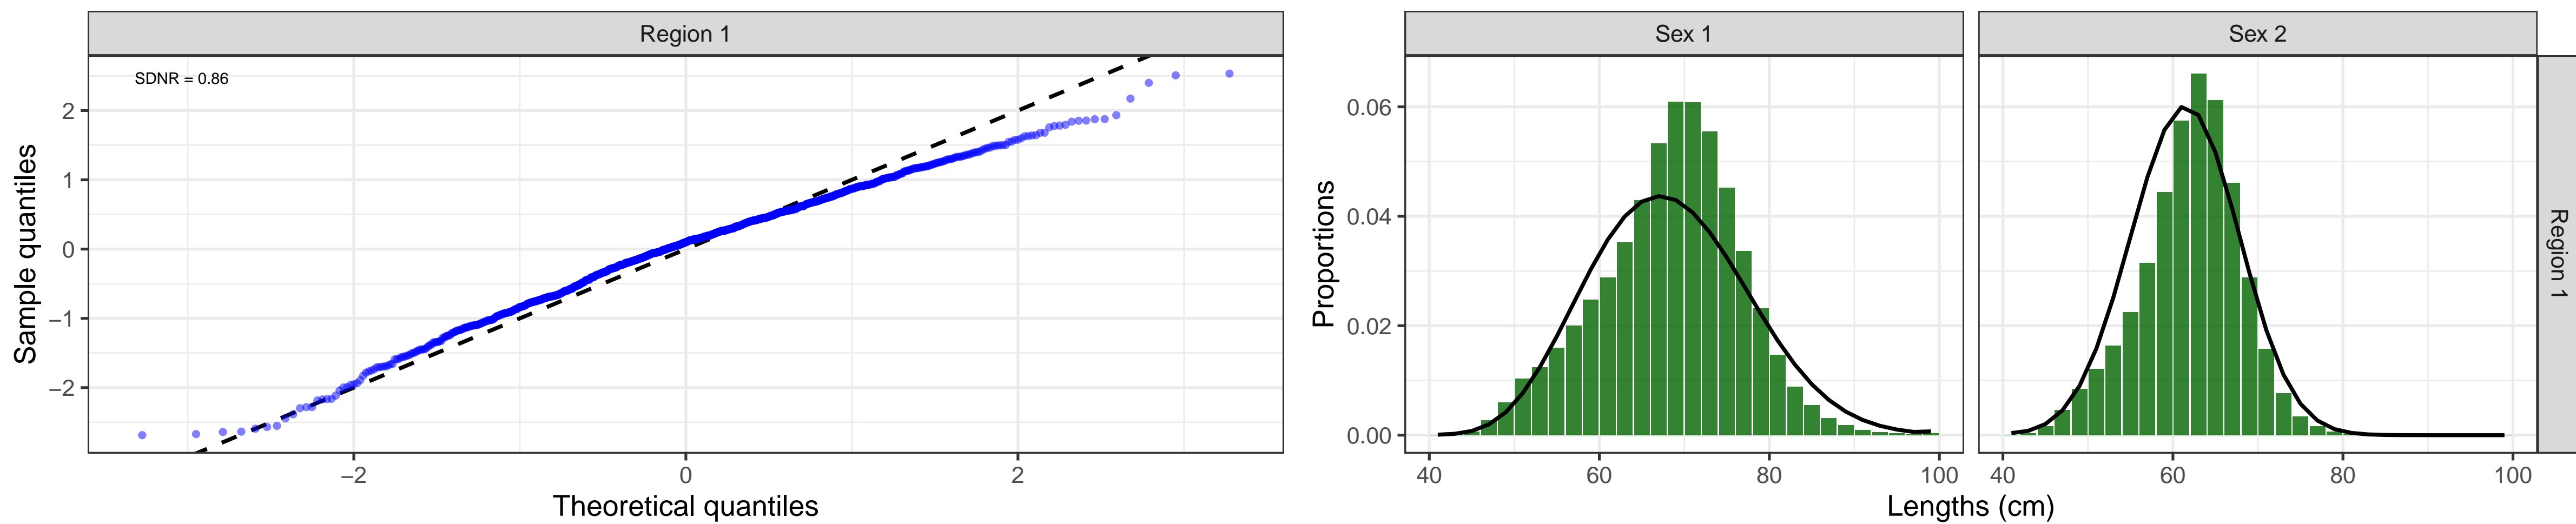 Region 1
SDNR = 0.86
2
1
0
−1
−2
Sample quantiles
−2 0 2
Theoretical quantiles
Sex 1 Sex 2
0.06
0.04
0.02
0.00
Proportions
40 60 80 100 40 60 80 100
Lengths (cm)
Region 1